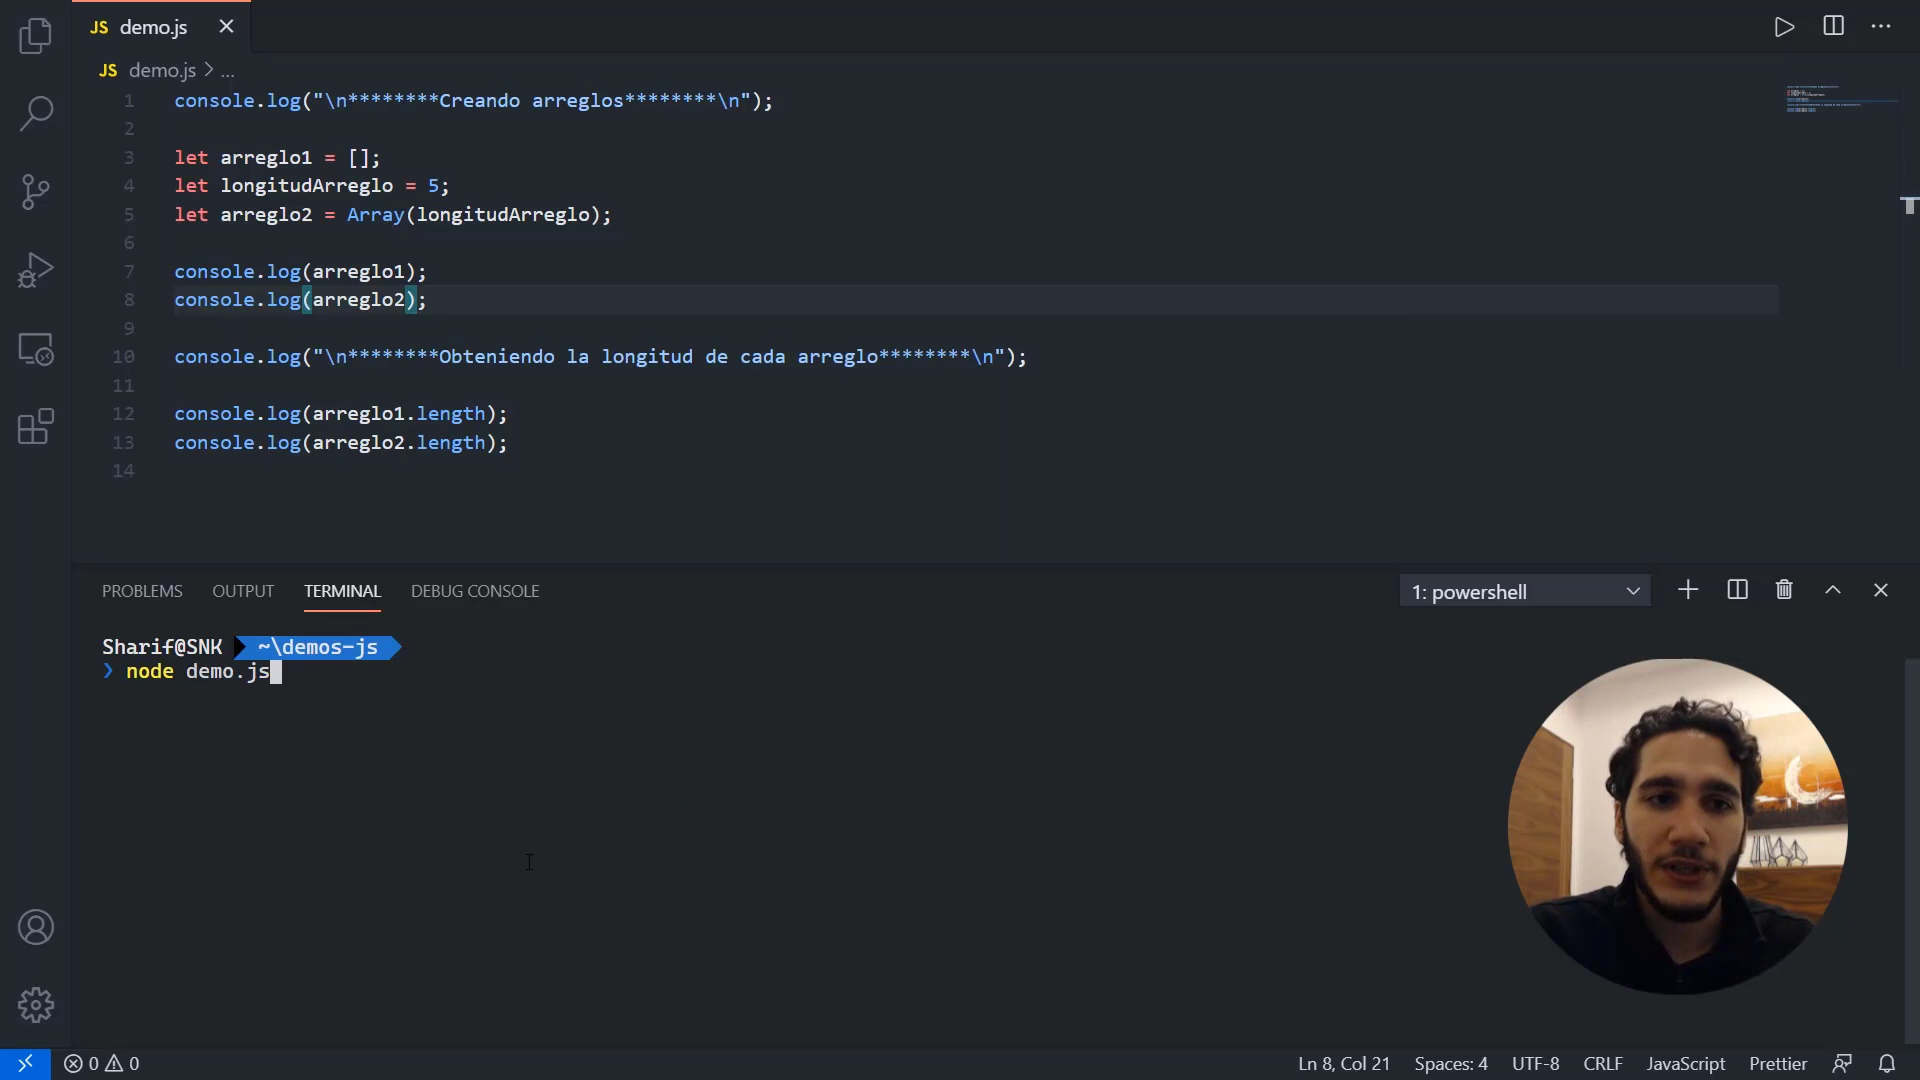 JS demo.js
JS demo.js > ...
1 console.log("\n********Creando arreglos********\n");
2
3 let arreglo1 = [];
4 let longitudArreglo = 5;
5 let arreglo2 = Array(longitudArreglo);
6
7 console.log(arreglo1);
8 console.log(arreglo2);
9
10 console.log("\n********Obteniendo la longitud de cada arreglo********\n");
11
12 console.log(arreglo1.length);
13 console.log(arreglo2.length);
14
PROBLEMS OUTPUT TERMINAL DEBUG CONSOLE 1: powershell
Sharif@SNK ~\demos-js
❯ node demo.js
0 0 Ln 8, Col 21 Spaces: 4 UTF-8 CRLF JavaScript Prettier